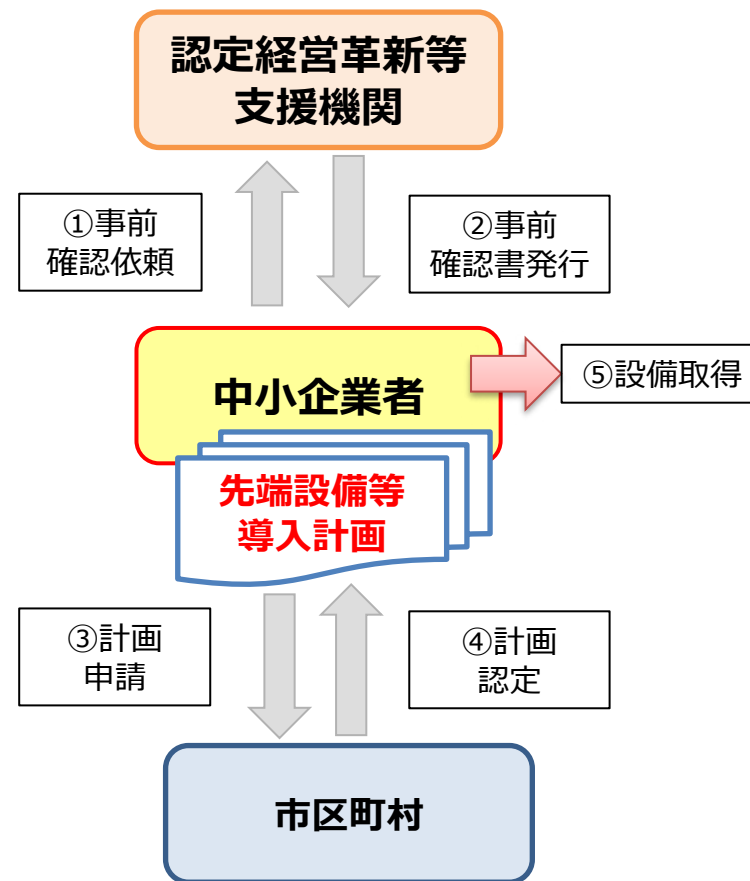 認定経営革新等
支援機関
①事前
確認依頼
②事前
確認書発行
中小企業者
⑤設備取得
先端設備等
導入計画
③計画
申請
④計画
認定
市区町村